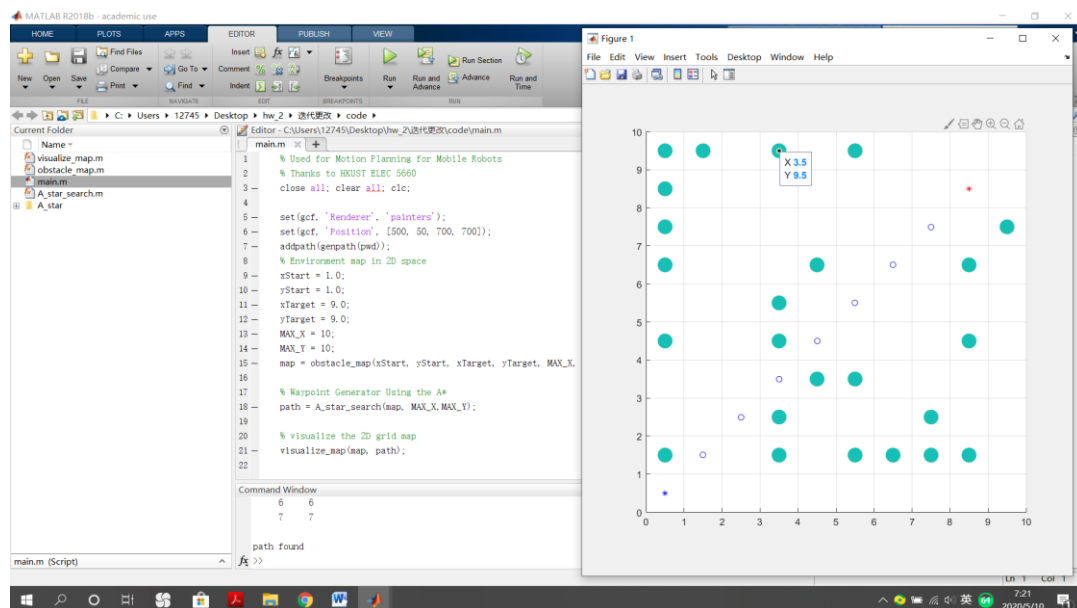 MATLAB R2018b - academic use
HOME PLOTS APPS EDITOR PUBLISH VIEW
New Open Save Find Files Compare Print Go To Find Insert fx Comment Indent Breakpoints Run Run and Advance Run Section Advance Run and Time
FILE NAVIGATE EDIT BREAKPOINTS RUN
C: Users 12745 Desktop hw_2 迭代更改 code
Current Folder
Name
visualize_map.m
obstacle_map.m
main.m
A_star_search.m
A_star
main.m (Script)
Editor - C:\Users\12745\Desktop\hw_2\迭代更改\code\main.m
main.m
1 % Used for Motion Planning for Mobile Robots
2 % Thanks to HKUST ELEC 5660
3 close all; clear all; clc;
4
5 set(gcf, 'Renderer', 'painters');
6 set(gcf, 'Position', [500, 50, 700, 700]);
7 addpath(genpath(pwd));
8 % Environment map in 2D space
9 xStart = 1.0;
10 yStart = 1.0;
11 xTarget = 9.0;
12 yTarget = 9.0;
13 MAX_X = 10;
14 MAX_Y = 10;
15 map = obstacle_map(xStart, yStart, xTarget, yTarget, MAX_X,
16
17 % Waypoint Generator Using the A*
18 path = A_star_search(map, MAX_X,MAX_Y);
19
20 % visualize the 2D grid map
21 visualize_map(map, path);
22
Command Window
6 6
7 7
path found
fx >>
Figure 1
File Edit View Insert Tools Desktop Window Help
10
9
8
7
6
5
4
3
2
1
0
X 3.5
Y 9.5
0 1 2 3 4 5 6 7 8 9 10
Ln 1 Col 1
英 64 7:21
2020/5/10